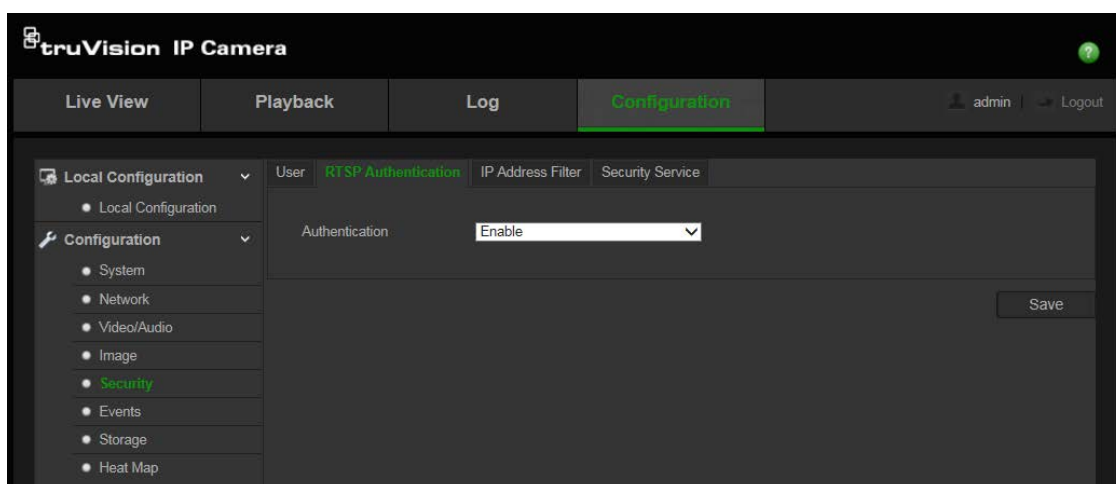 truVision IP Camera
?
Live View Playback Log Configuration admin Logout
Local Configuration
Local Configuration
Configuration
System
Network
Video/Audio
Image
Security
Events
Storage
Heat Map
User RTSP Authentication IP Address Filter Security Service
Authentication Enable
Save